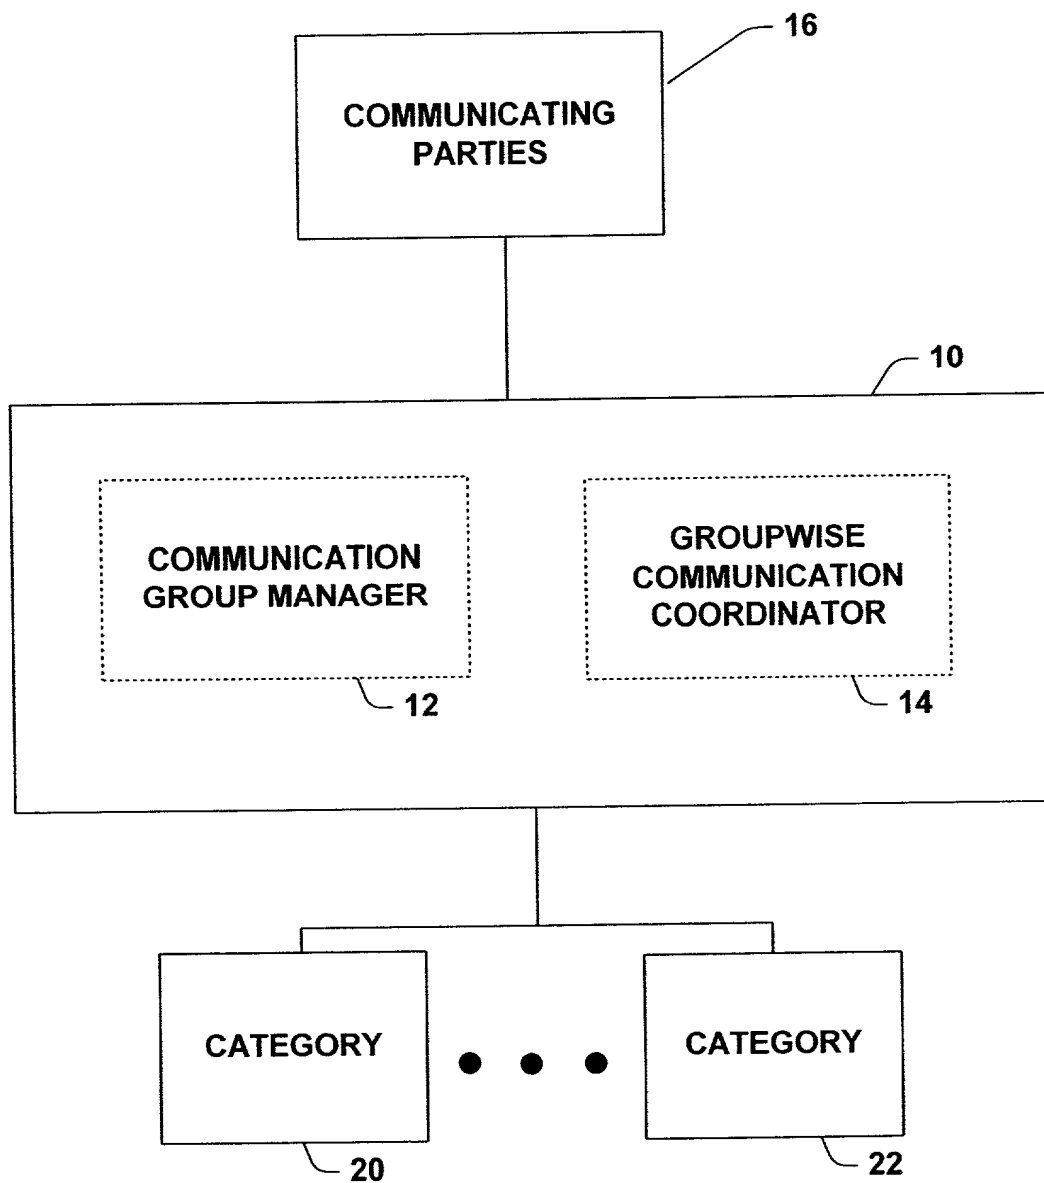 16
COMMUNICATING
PARTIES
10
COMMUNICATION
GROUP MANAGER
12
GROUPWISE
COMMUNICATION
COORDINATOR
14
CATEGORY
20
CATEGORY
22